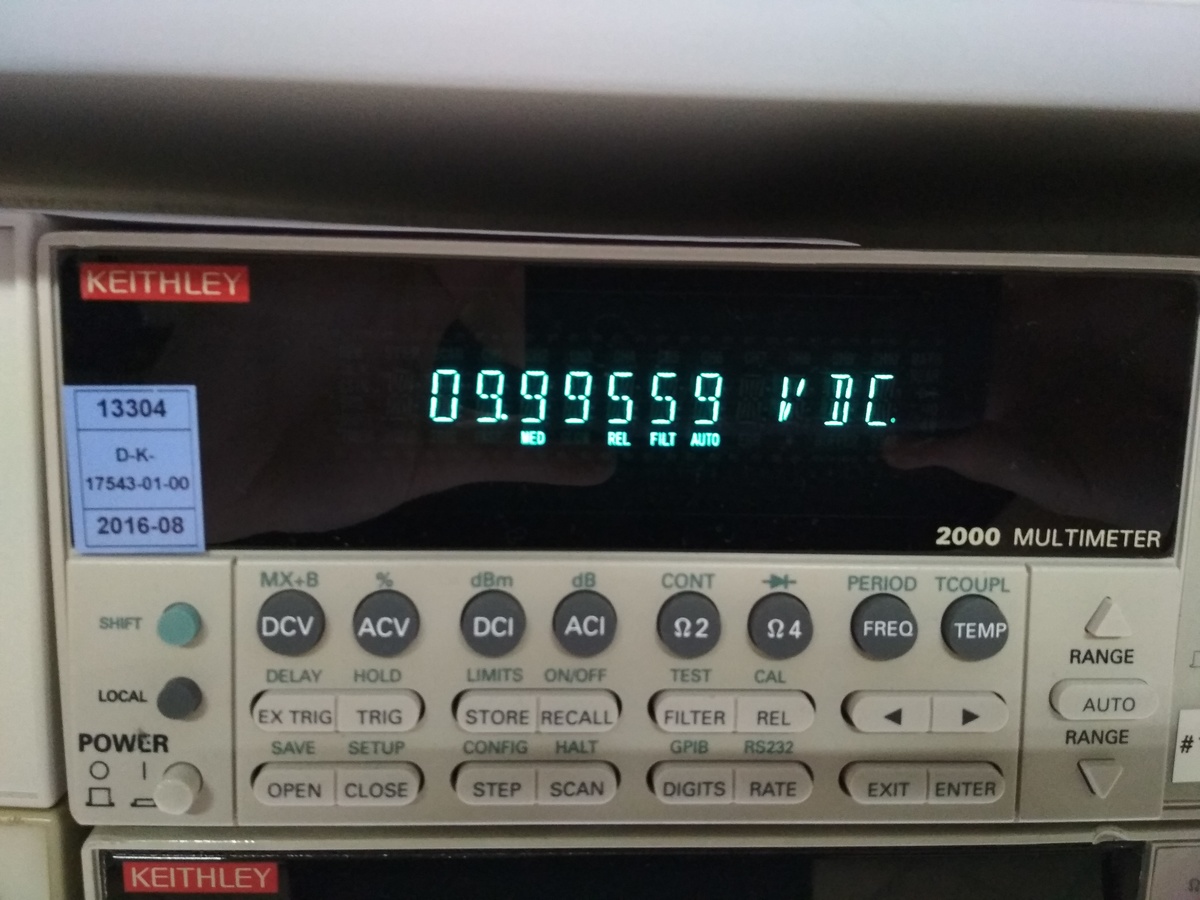 KEITHLEY
09.99559 VDC
MED REL FILT AUTO
13304
D-K-
17543-01-00
2016-08
2000 MULTIMETER
MX+B % dBm dB CONT PERIOD TCOUPL
SHIFT DCV ACV DCI ACI Ω2 Ω4 FREQ TEMP
RANGE
DELAY HOLD LIMITS ON/OFF TEST CAL
LOCAL EX TRIG TRIG STORE RECALL FILTER REL ◀ ▶ AUTO
RANGE
POWER SAVE SETUP CONFIG HALT GPIB RS232
O I OPEN CLOSE STEP SCAN DIGITS RATE EXIT ENTER
KEITHLEY